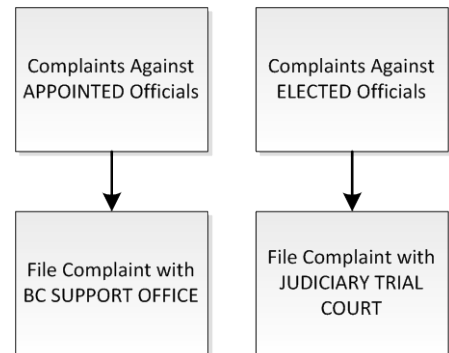 Complaints Against
APPOINTED Officials
Complaints Against
ELECTED Officials
File Complaint with
BC SUPPORT OFFICE
File Complaint with
JUDICIARY TRIAL
COURT